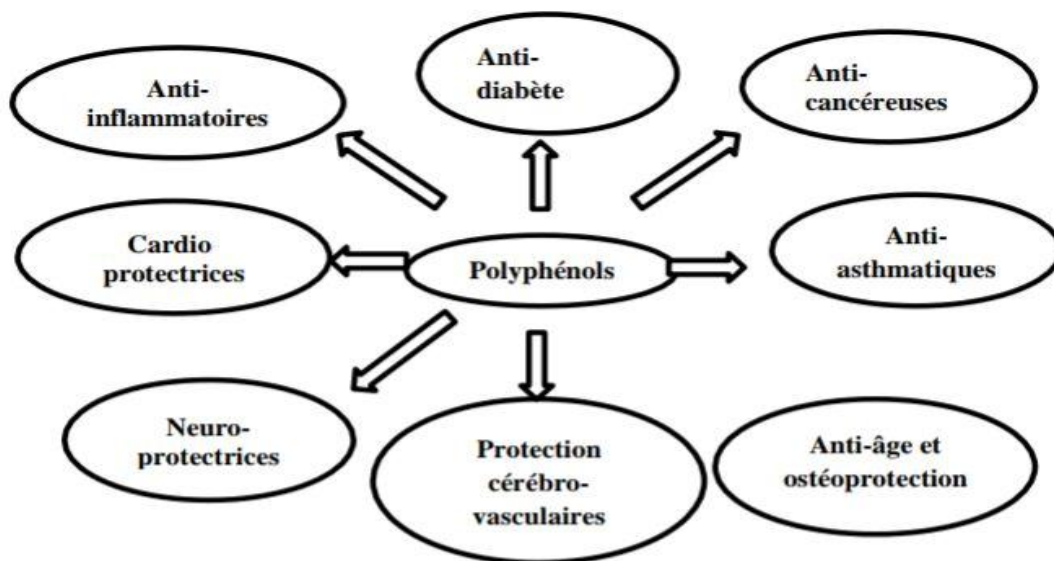 Anti-
inflammatoires
Anti-
diabète
Anti-
cancéreuses
Cardio
protectrices
Polyphénols
Anti-
asthmatiques
Neuro-
protectrices
Protection
cérébro-
vasculaires
Anti-âge et
ostéoprotection